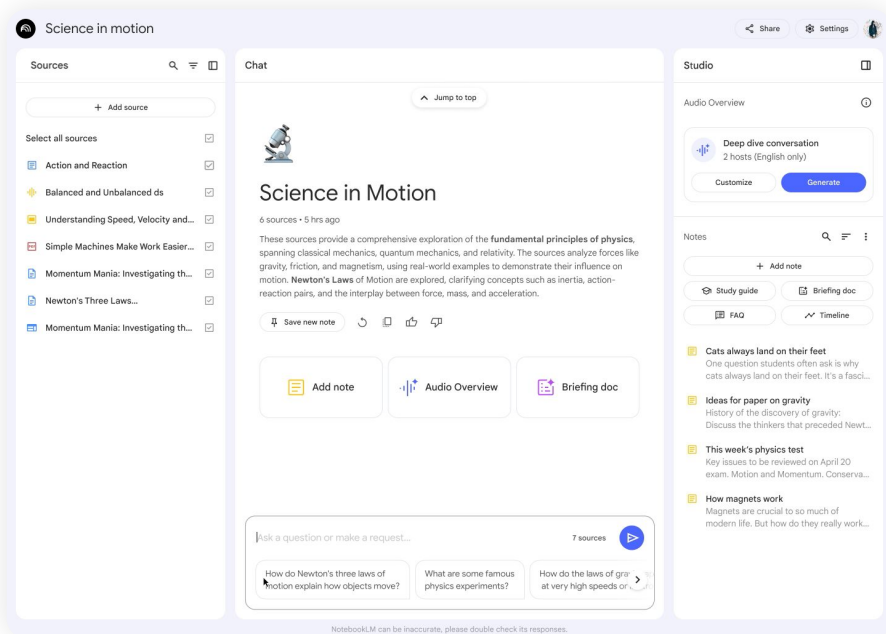 Science in motion
Share
Settings
Sources
Add source
Select all sources
Action and Reaction
Balanced and Unbalanced ds
Understanding Speed, Velocity and...
PDF
Simple Machines Make Work Easier...
Momentum Mania: Investigating th...
Newton's Three Laws...
Momentum Mania: Investigating th...
Chat
Jump to top
Science in Motion
6 sources • 5 hrs ago
These sources provide a comprehensive exploration of the fundamental principles of physics,
spanning classical mechanics, quantum mechanics, and relativity. The sources analyze forces like
gravity, friction, and magnetism, using real-world examples to demonstrate their influence on
motion. Newton's Laws of Motion are explored, clarifying concepts such as inertia, action-
reaction pairs, and the interplay between force, mass, and acceleration.
Save new note
Add note
Audio Overview
Briefing doc
Ask a question or make a request...
7 sources
How do Newton's three laws of
motion explain how objects move?
What are some famous
physics experiments?
How do the laws of
at very high speeds or
Studio
Audio Overview
Deep dive conversation
2 hosts (English only)
Customize
Generate
Notes
Add note
Study guide
Briefing doc
FAQ
Timeline
Cats always land on their feet
One question students often ask is why
cats always land on their feet. It's a fasci...
Ideas for paper on gravity
History of the discovery of gravity:
Discuss the thinkers that preceded Newt...
This week's physics test
Key issues to be reviewed on April 20
exam. Motion and Momentum. Conserva...
How magnets work
Magnets are crucial to so much of
modern life. But how do they really work...
NotebookLM can be inaccurate, please double check its responses.